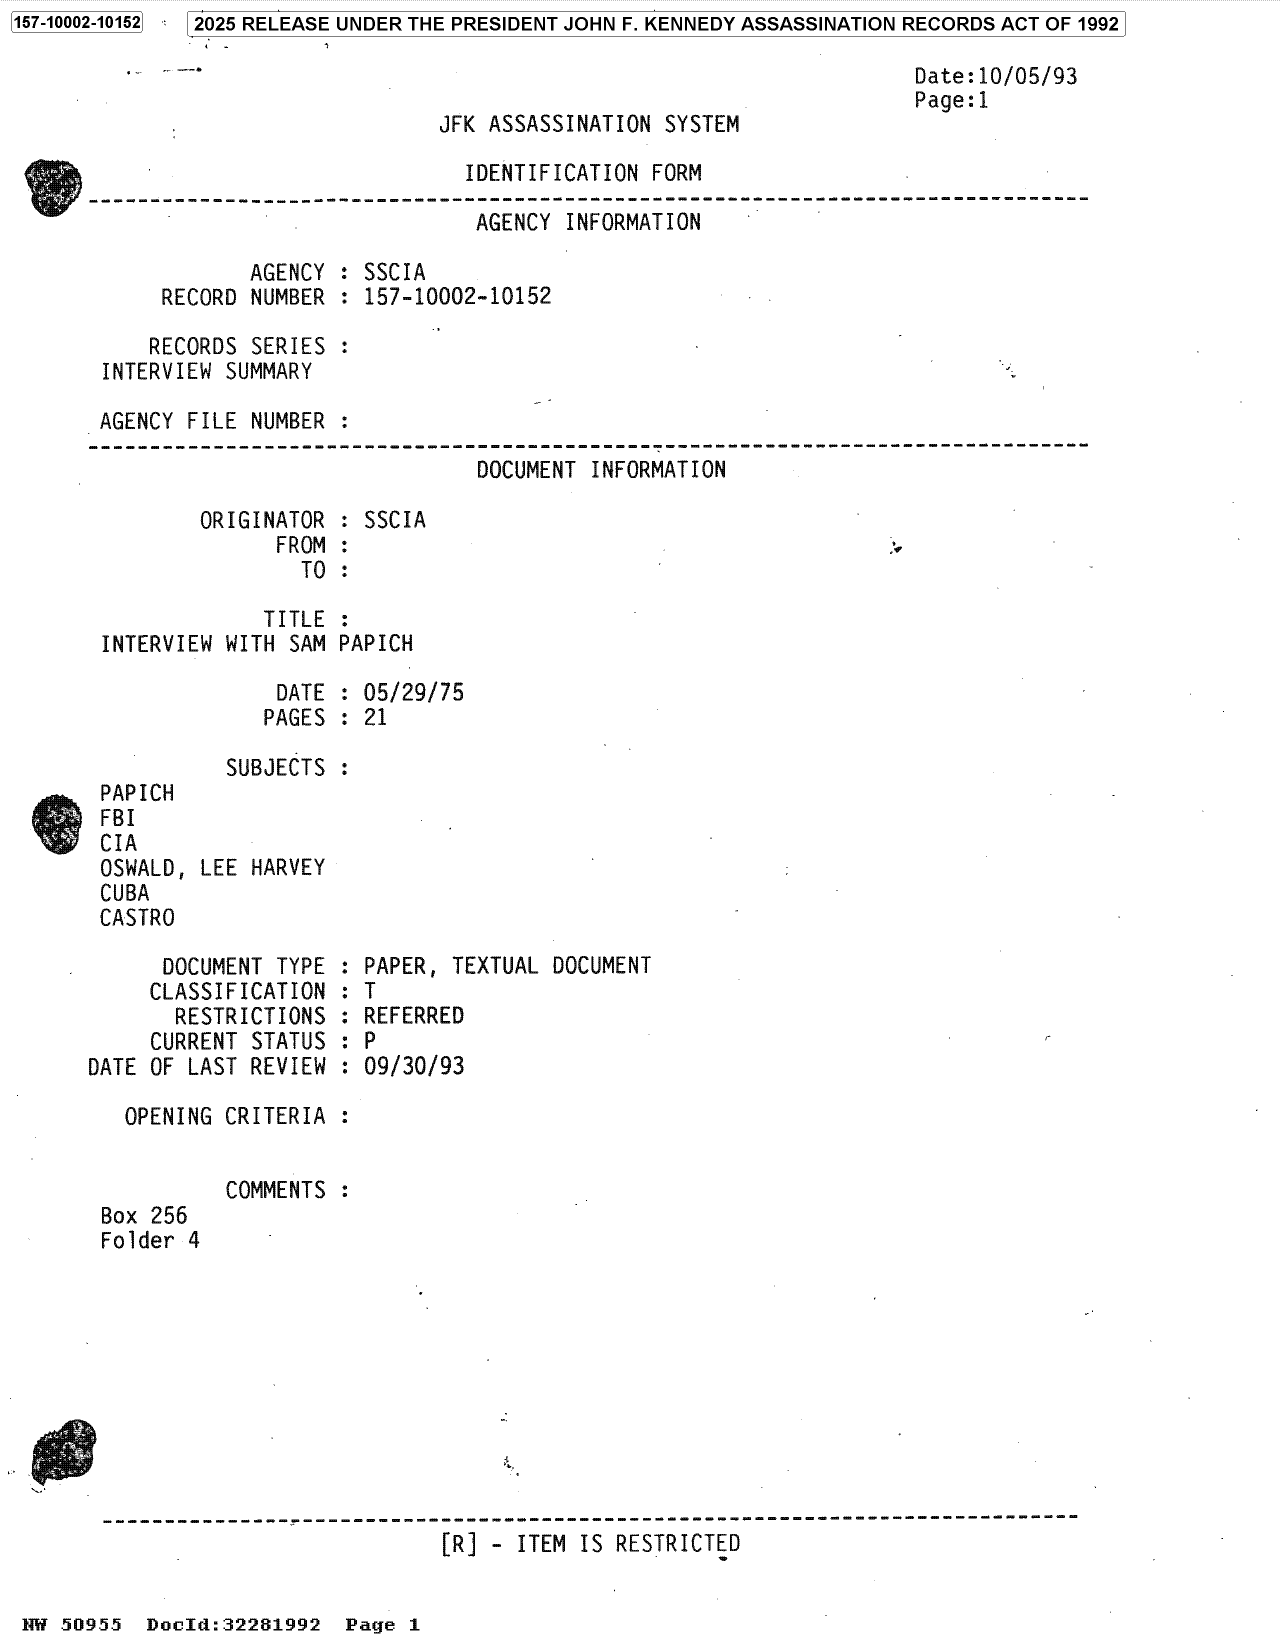 157-10002-10152
2025 RELEASE UNDER THE PRESIDENT JOHN F. KENNEDY ASSASSINATION RECORDS ACT OF 1992
Date:10/05/93
Page:1
JFK ASSASSINATION SYSTEM
IDENTIFICATION FORM
AGENCY INFORMATION
AGENCY : SSCIA
RECORD NUMBER : 157-10002-10152
RECORDS SERIES :
INTERVIEW SUMMARY
AGENCY FILE NUMBER :
DOCUMENT INFORMATION
ORIGINATOR : SSCIA
FROM :
TO :
TITLE :
INTERVIEW WITH SAM PAPICH
DATE : 05/29/75
PAGES : 21
SUBJECTS :
PAPICH
FBI
CIA
OSWALD, LEE HARVEY
CUBA
CASTRO
DOCUMENT TYPE : PAPER, TEXTUAL DOCUMENT
CLASSIFICATION : T
RESTRICTIONS : REFERRED
CURRENT STATUS : P
DATE OF LAST REVIEW : 09/30/93
OPENING CRITERIA :
COMMENTS :
Box 256
Folder 4
[R] - ITEM IS RESTRICTED
NW 50955 DocId:32281992 Page 1